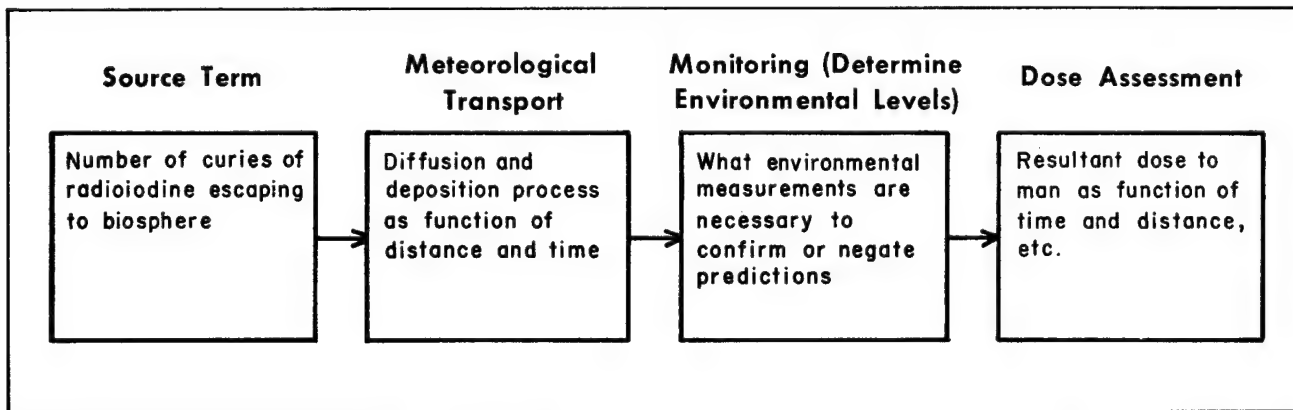 Source Term
Number of curies of
radioiodine escaping
to biosphere
Meteorological
Transport
Diffusion and
deposition process
as function of
distance and time
Monitoring (Determine
Environmental Levels)
What environmental
measurements are
necessary to
confirm or negate
predictions
Dose Assessment
Resultant dose to
man as function of
time and distance,
etc.